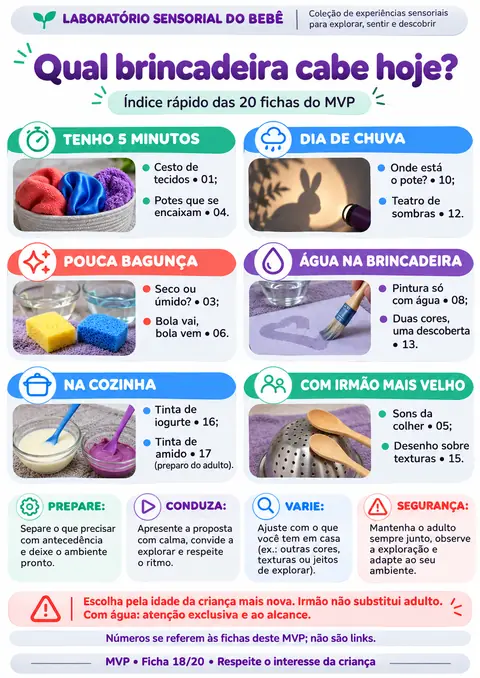 LABORATÓRIO SENSORIAL DO BEBÊ
Coleção de experiências sensoriais
para explorar, sentir e descobrir
Qual brincadeira cabe hoje?
Índice rápido das 20 fichas do MVP
TENHO 5 MINUTOS
Cesto de
tecidos • 01;
Potes que se
encaixam • 04.
DIA DE CHUVA
Onde está
o pote? • 10;
Teatro de
sombras • 12.
POUCA BAGUNÇA
Seco ou
úmido? • 03;
Bola vai,
bola vem • 06.
ÁGUA NA BRINCADEIRA
Pintura só
com água • 08;
Duas cores,
uma descoberta
• 13.
NA COZINHA
Tinta de
iogurte • 16;
Tinta de
amido • 17
(preparo do adulto).
COM IRMÃO MAIS VELHO
Sons da
colher • 05;
Desenho sobre
texturas • 15.
PREPARE:
Separe o que precisar
com antecedência
e deixe o ambiente
pronto.
CONDUZA:
Apresente a proposta
com calma, convide a
explorar e respeite
o ritmo.
VARIE:
Ajuste com o que
você tem em casa
(ex.: outras cores,
texturas ou jeitos
de explorar).
SEGURANÇA:
Mantenha o adulto
sempre junto, observe
a exploração e
adapte ao seu
ambiente.
Escolha pela idade da criança mais nova. Irmão não substitui adulto.
Com água: atenção exclusiva e ao alcance.
Números se referem às fichas deste MVP; não são links.
MVP • Ficha 18/20 • Respeite o interesse da criança